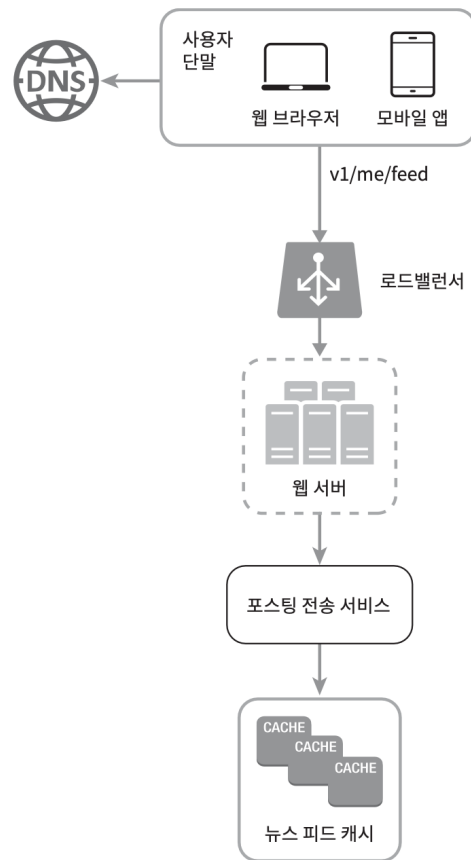 DNS
사용자
단말
웹 브라우저
모바일 앱
v1/me/feed
로드밸런서
웹 서버
포스팅 전송 서비스
CACHE
CACHE
CACHE
뉴스 피드 캐시